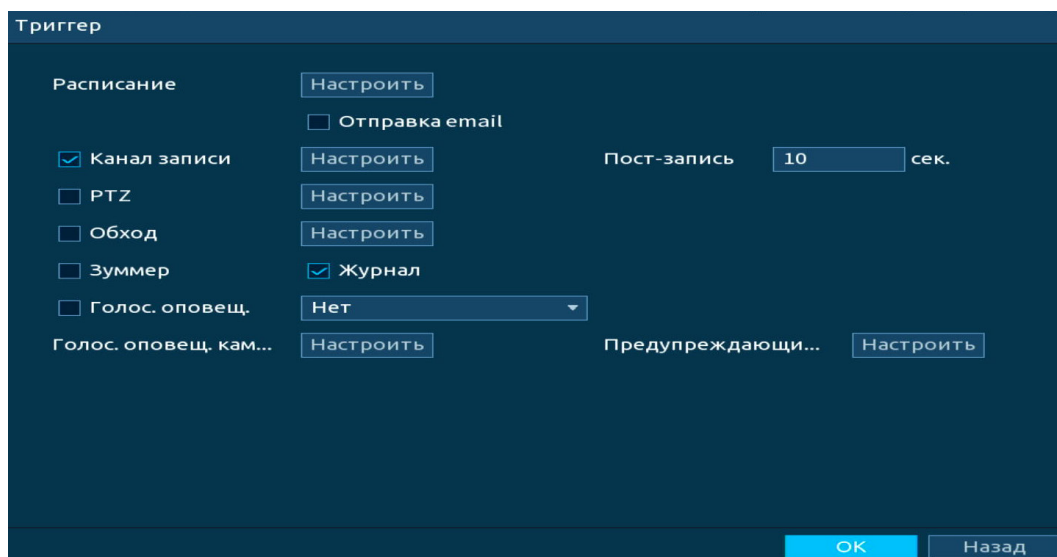 Триггер
Расписание Настроить
Отправка email
Канал записи Настроить Пост-запись 10 сек.
PTZ Настроить
Обход Настроить
Зуммер Журнал
Голос. оповещ. Нет
Голос. оповещ. кам... Настроить Предупреждающи... Настроить
OK Назад